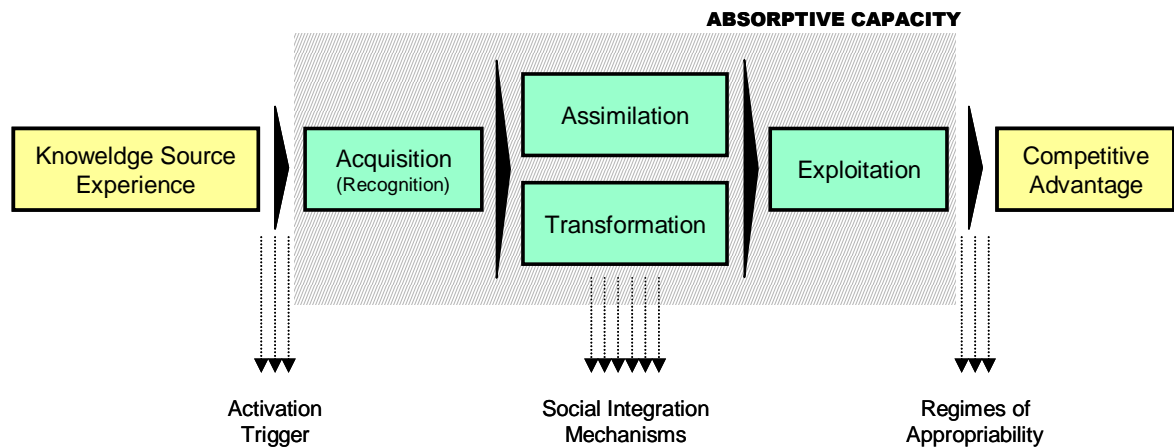 ABSORPTIVE CAPACITY
Knoweldge Source
Experience
Acquisition
(Recognition)
Assimilation
Transformation
Exploitation
Competitive
Advantage
Activation
Trigger
Social Integration
Mechanisms
Regimes of
Appropriability